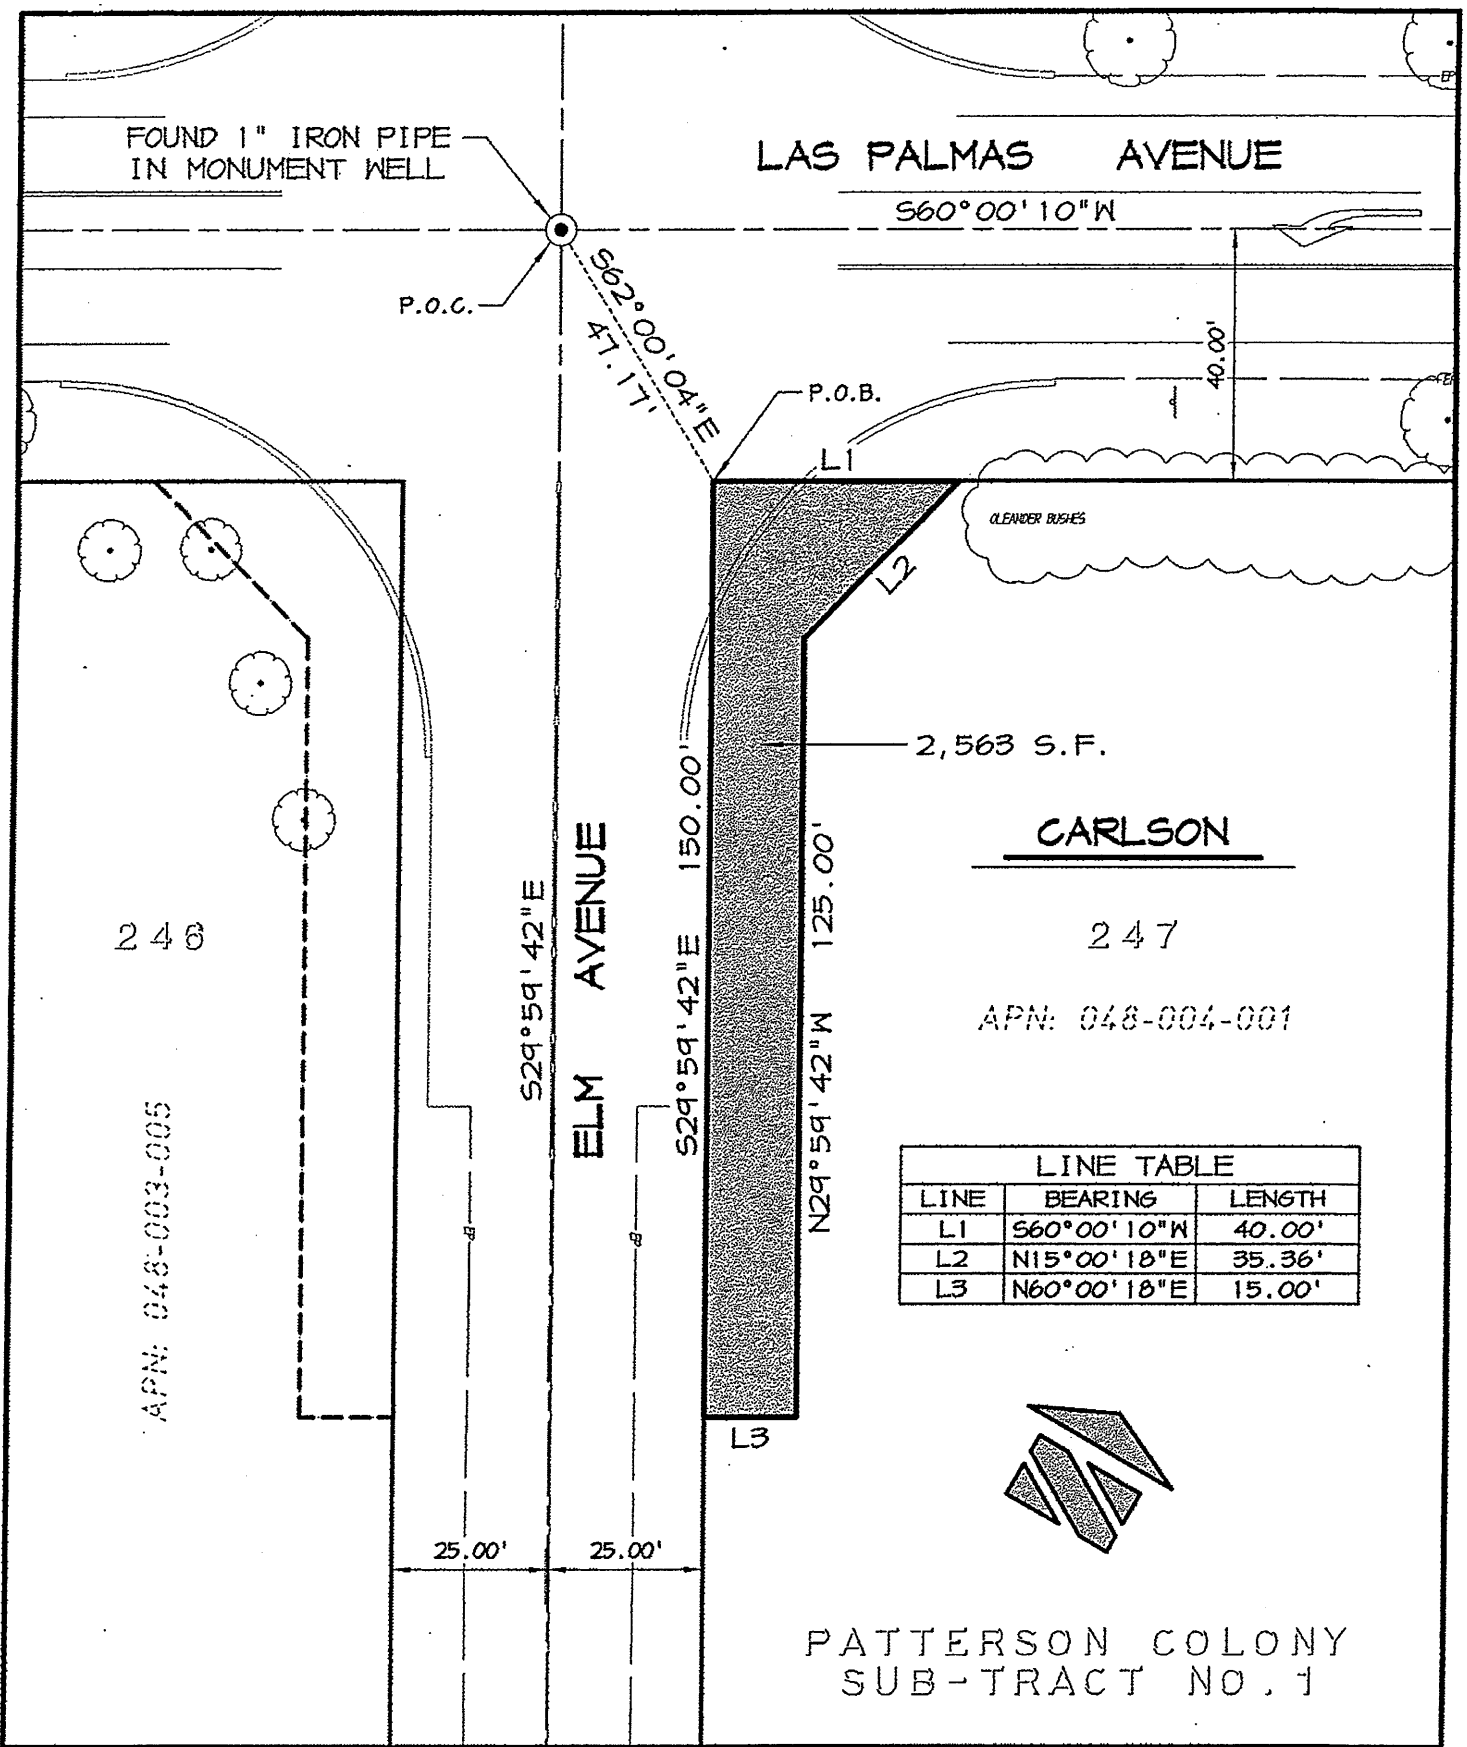 FOUND 1" IRON PIPE
IN MONUMENT WELL
LAS PALMAS AVENUE
S60°00'10"W
P.O.C.
S62°00'04"E
47.17'
40.00'
P.O.B.
L1
OLEANDER BUSHES
L2
2,563 S.F.
CARLSON
247
APN: 048-004-001
246
APN: 048-003-005
S29°59'42"E
ELM AVENUE
S29°59'42"E 150.00'
N29°59'42"W 125.00'
EP
EP
EP
LINE TABLE
LINE BEARING LENGTH
L1 S60°00'10"W 40.00'
L2 N15°00'18"E 35.36'
L3 N60°00'18"E 15.00'
L3
25.00' 25.00'
PATTERSON COLONY
SUB-TRACT NO.1